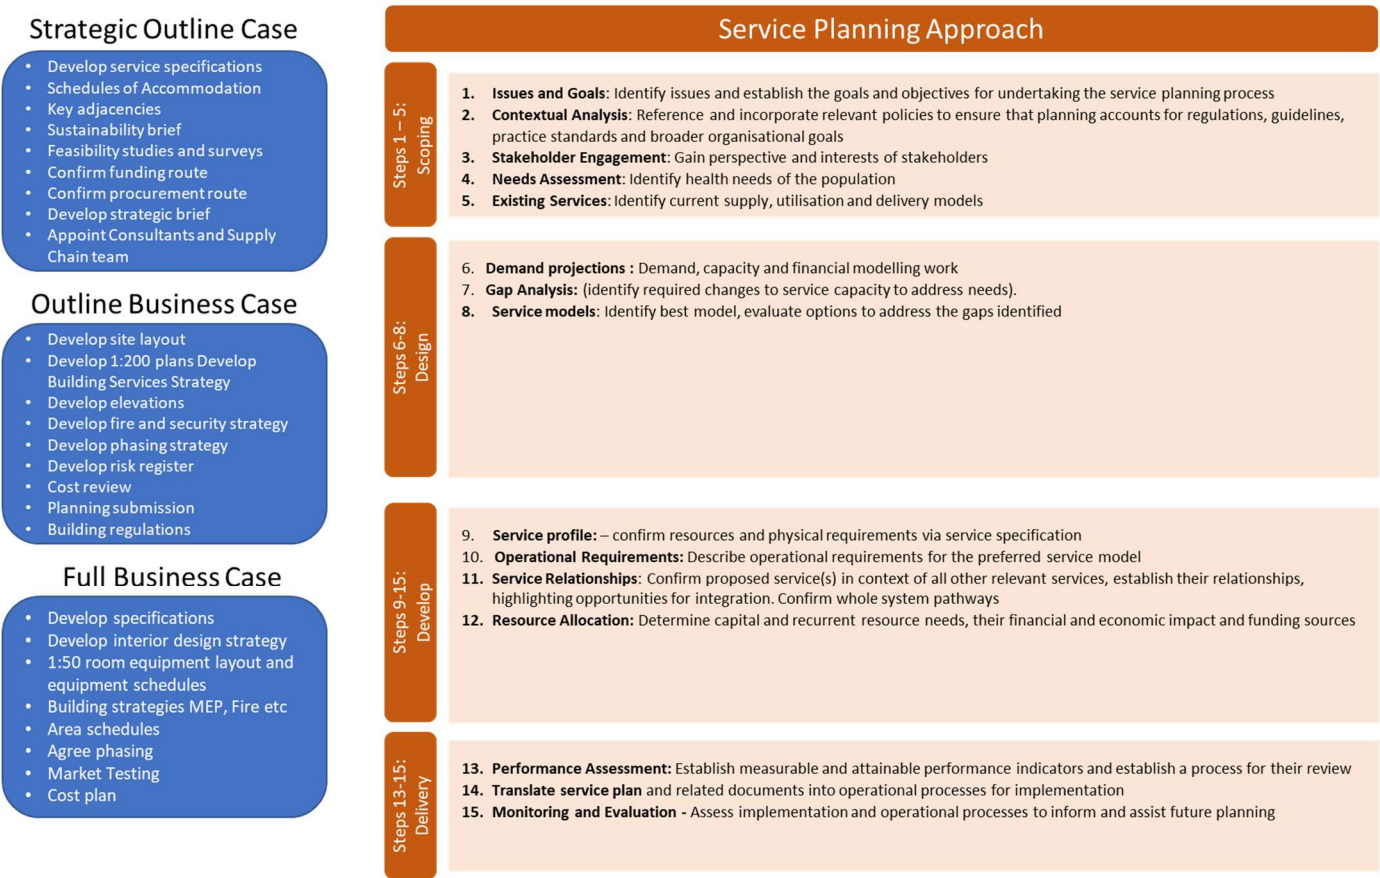 Strategic Outline Case
• Develop service specifications
• Schedules of Accommodation
• Key adjacencies
• Sustainability brief
• Feasibility studies and surveys
• Confirm funding route
• Confirm procurement route
• Develop strategic brief
• Appoint Consultants and Supply
Chain team
Outline Business Case
• Develop site layout
• Develop 1:200 plans Develop
Building Services Strategy
• Develop elevations
• Develop fire and security strategy
• Develop phasing strategy
• Develop risk register
• Cost review
• Planning submission
• Building regulations
Full Business Case
• Develop specifications
• Develop interior design strategy
• 1:50 room equipment layout and
equipment schedules
• Building strategies MEP, Fire etc
• Area schedules
• Agree phasing
• Market Testing
• Cost plan
Service Planning Approach
Steps 1 – 5:
Scoping
1. Issues and Goals: Identify issues and establish the goals and objectives for undertaking the service planning process
2. Contextual Analysis: Reference and incorporate relevant policies to ensure that planning accounts for regulations, guidelines,
practice standards and broader organisational goals
3. Stakeholder Engagement: Gain perspective and interests of stakeholders
4. Needs Assessment: Identify health needs of the population
5. Existing Services: Identify current supply, utilisation and delivery models
Steps 6-8:
Design
6. Demand projections : Demand, capacity and financial modelling work
7. Gap Analysis: (identify required changes to service capacity to address needs).
8. Service models: Identify best model, evaluate options to address the gaps identified
Steps 9-15:
Develop
9. Service profile: – confirm resources and physical requirements via service specification
10. Operational Requirements: Describe operational requirements for the preferred service model
11. Service Relationships: Confirm proposed service(s) in context of all other relevant services, establish their relationships,
highlighting opportunities for integration. Confirm whole system pathways
12. Resource Allocation: Determine capital and recurrent resource needs, their financial and economic impact and funding sources
Steps 13-15:
Delivery
13. Performance Assessment: Establish measurable and attainable performance indicators and establish a process for their review
14. Translate service plan and related documents into operational processes for implementation
15. Monitoring and Evaluation - Assess implementation and operational processes to inform and assist future planning